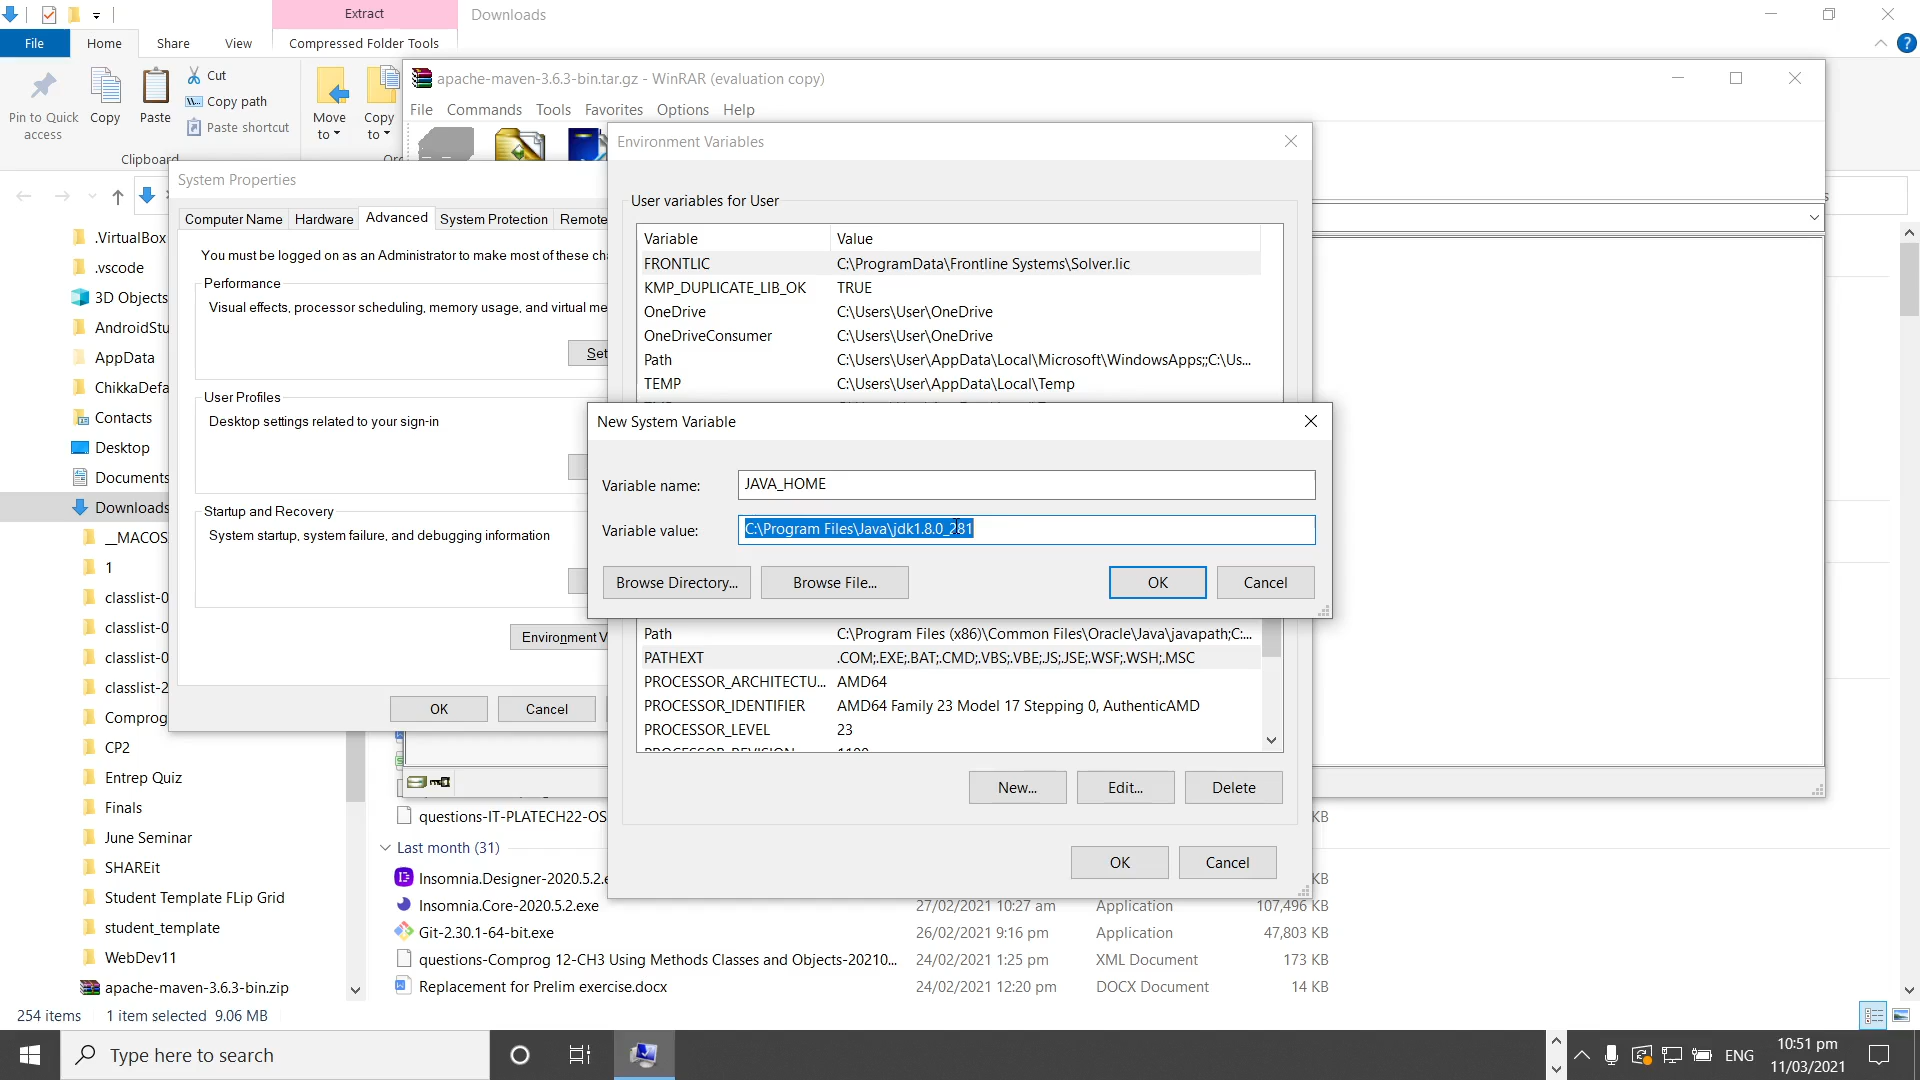 Extract
Downloads
File
Home
Share
View
Compressed Folder Tools
Pin to Quick access
Copy
Paste
Cut
Copy path
Paste shortcut
Move to
Copy to
Clipboard
apache-maven-3.6.3-bin.tar.gz - WinRAR (evaluation copy)
File Commands Tools Favorites Options Help
System Properties
Computer Name
Hardware
Advanced
System Protection
Remote
You must be logged on as an Administrator to make most of these
Performance
Visual effects, processor scheduling, memory usage, and virtual
User Profiles
Desktop settings related to your sign-in
Startup and Recovery
System startup, system failure, and debugging information
OK
Cancel
Environment Variables
User variables for User
Variable Value
FRONTLIC C:\ProgramData\Frontline Systems\Solver.lic
KMP_DUPLICATE_LIB_OK TRUE
OneDrive C:\Users\User\OneDrive
OneDriveConsumer C:\Users\User\OneDrive
Path C:\Users\User\AppData\Local\Microsoft\WindowsApps;;C:\Us...
TEMP C:\Users\User\AppData\Local\Temp
New System Variable
Variable name: JAVA_HOME
Variable value: C:\Program Files\Java\jdk1.8.0_281
Browse Directory...
Browse File...
OK
Cancel
Path C:\Program Files (x86)\Common Files\Oracle\Java\javapath;C:...
PATHEXT .COM;.EXE;.BAT;.CMD;.VBS;.VBE;.JS;.JSE;.WSF;.WSH;.MSC
PROCESSOR_ARCHITECTU... AMD64
PROCESSOR_IDENTIFIER AMD64 Family 23 Model 17 Stepping 0, AuthenticAMD
PROCESSOR_LEVEL 23
New...
Edit...
Delete
OK
Cancel
.VirtualBox
.vscode
3D Objects
AndroidStu
AppData
ChikkaDefa
Contacts
Desktop
Documents
Downloads
__MACOS
1
classlist-0
classlist-0
classlist-0
classlist-2
Comprog
CP2
Entrep Quiz
Finals
June Seminar
SHAREit
Student Template FLip Grid
student_template
WebDev11
apache-maven-3.6.3-bin.zip
questions-IT-PLATECH22-OS KB
Last month (31)
Insomnia.Designer-2020.5.2.e KB
Insomnia.Core-2020.5.2.exe 27/02/2021 10:27 am Application 107,496 KB
Git-2.30.1-64-bit.exe 26/02/2021 9:16 pm Application 47,803 KB
questions-Comprog 12-CH3 Using Methods Classes and Objects-20210... 24/02/2021 1:25 pm XML Document 173 KB
Replacement for Prelim exercise.docx 24/02/2021 12:20 pm DOCX Document 14 KB
254 items 1 item selected 9.06 MB
Type here to search
ENG
10:51 pm
11/03/2021